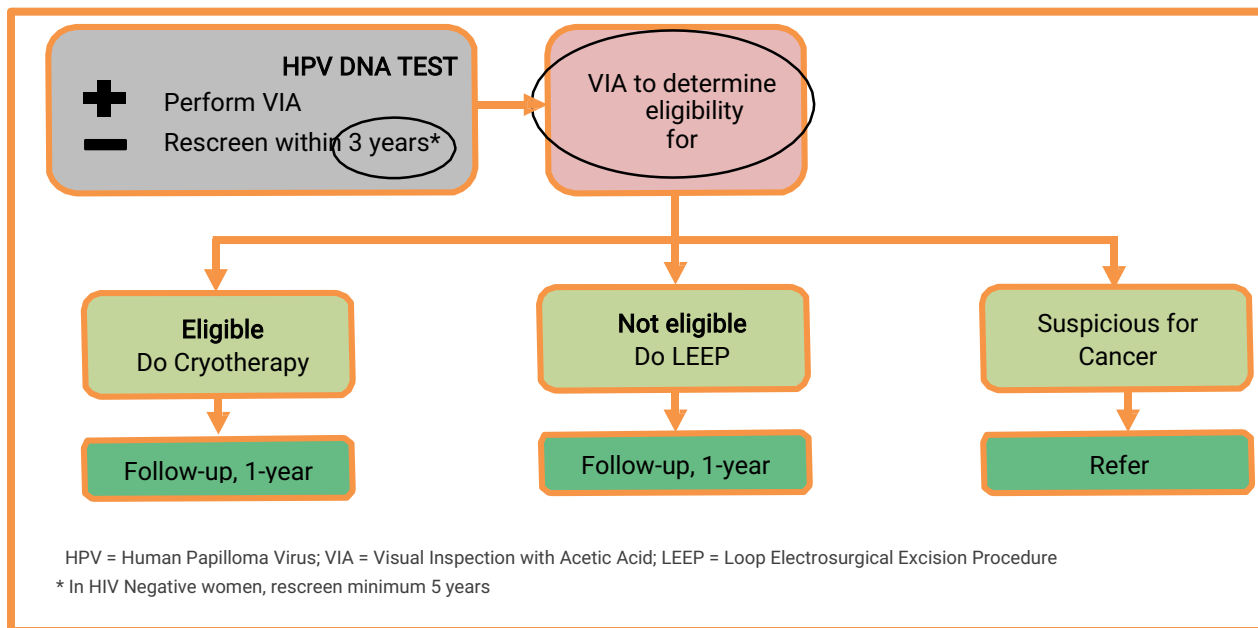 HPV DNA TEST
Perform VIA
Rescreen within 3 years*
VIA to determine
eligibility
for
Eligible
Do Cryotherapy
Not eligible
Do LEEP
Suspicious for
Cancer
Follow-up, 1-year
Follow-up, 1-year
Refer
HPV = Human Papilloma Virus; VIA = Visual Inspection with Acetic Acid; LEEP = Loop Electrosurgical Excision Procedure
* In HIV Negative women, rescreen minimum 5 years